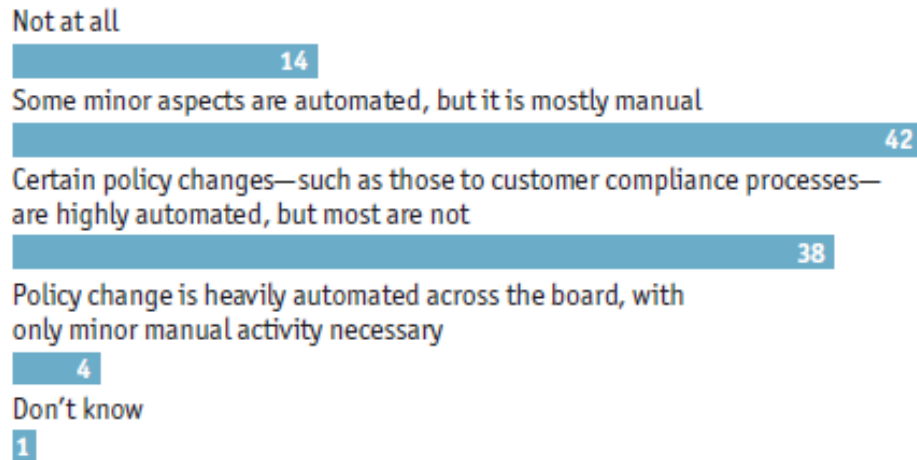 Not at all
14
Some minor aspects are automated, but it is mostly manual
42
Certain policy changes—such as those to customer compliance processes—
are highly automated, but most are not
38
Policy change is heavily automated across the board, with
only minor manual activity necessary
4
Don’t know
1